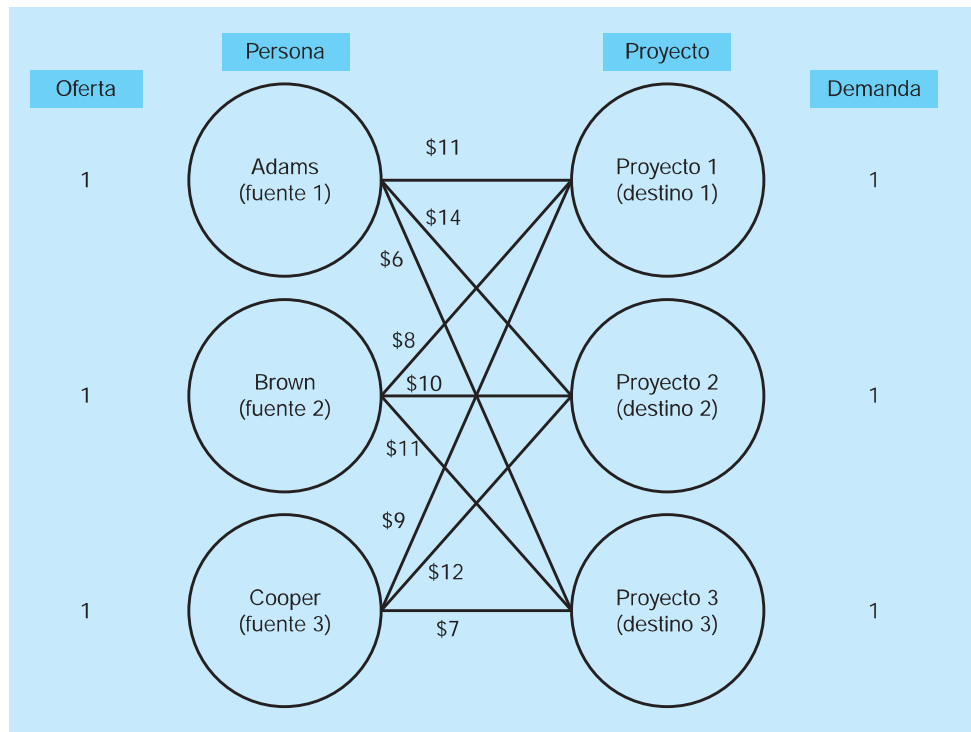 Persona
Proyecto
Oferta
Demanda
1
Adams
(fuente 1)
$11
$14
$6
Proyecto 1
(destino 1)
1
1
Brown
(fuente 2)
$8
$10
$11
Proyecto 2
(destino 2)
1
1
Cooper
(fuente 3)
$9
$12
$7
Proyecto 3
(destino 3)
1